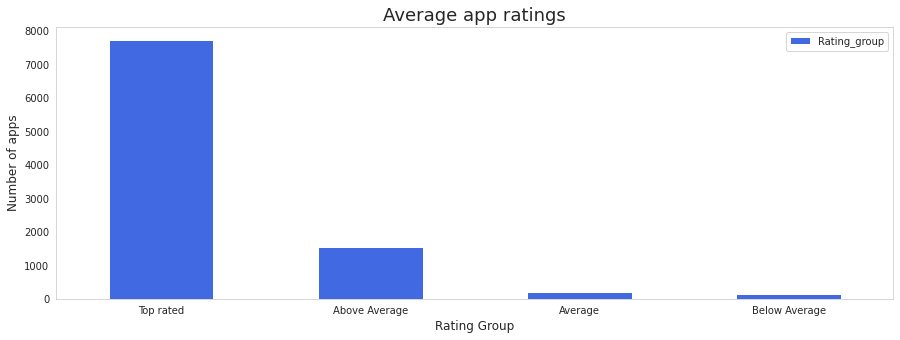 Average app ratings
Rating_group
Number of apps
8000
7000
6000
5000
4000
3000
2000
1000
0
Top rated Above Average Average Below Average
Rating Group